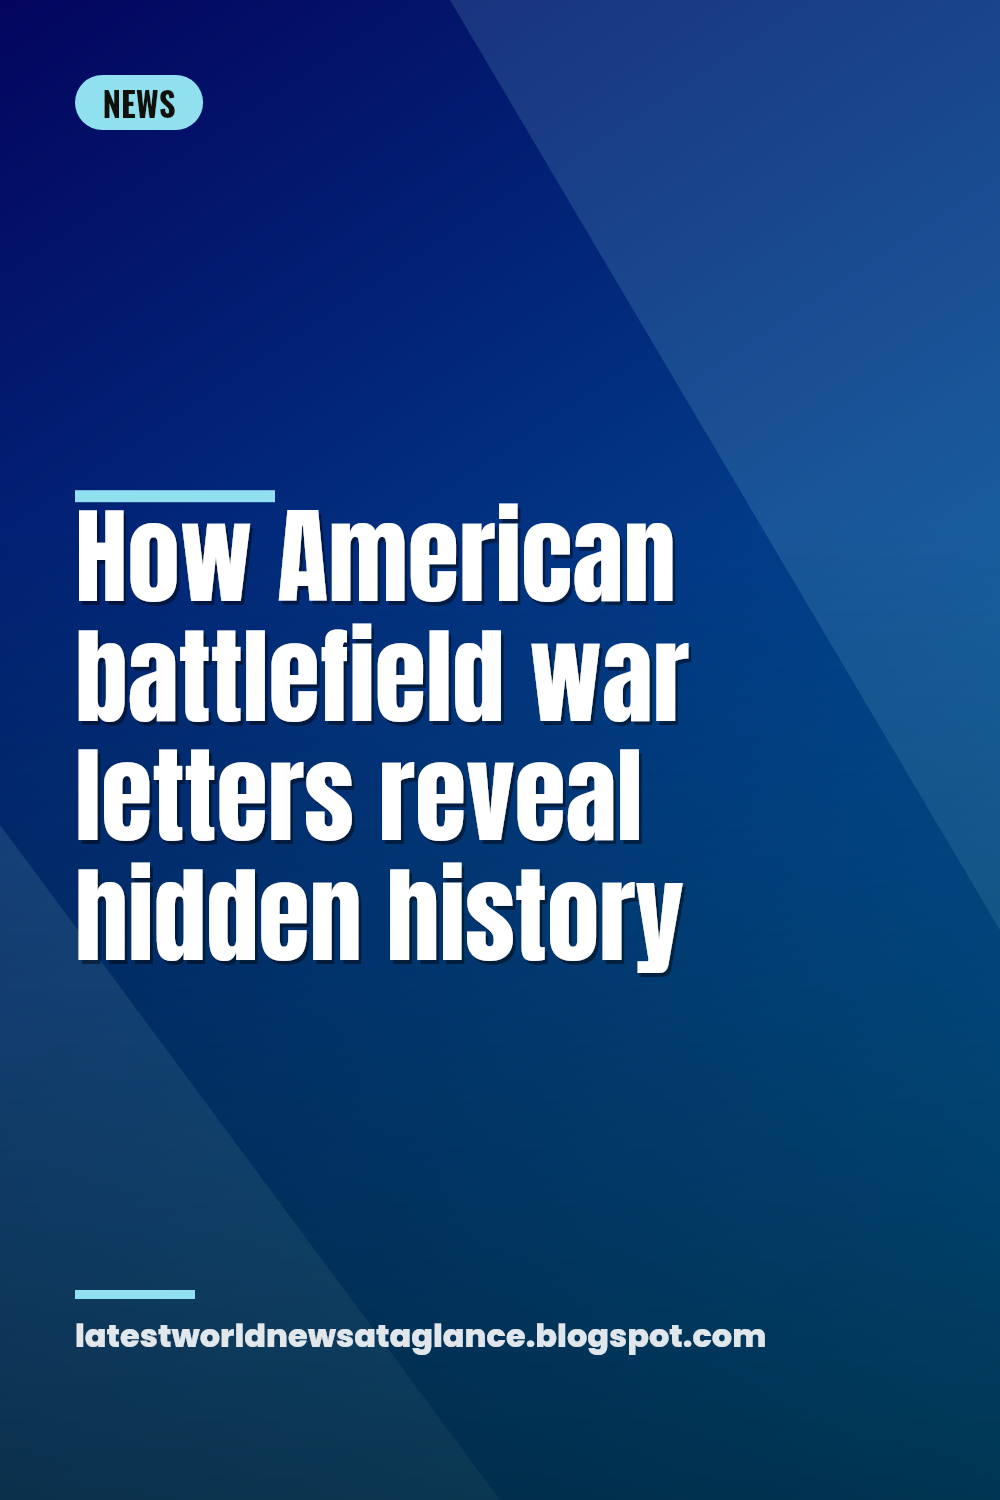 NEWS
How American
battlefield war
letters reveal
hidden history
latestworldnewsataglance.blogspot.com